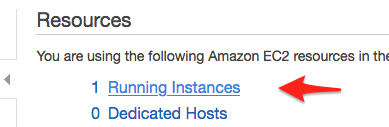 Resources
You are using the following Amazon EC2 resources in the
1 Running Instances
0 Dedicated Hosts